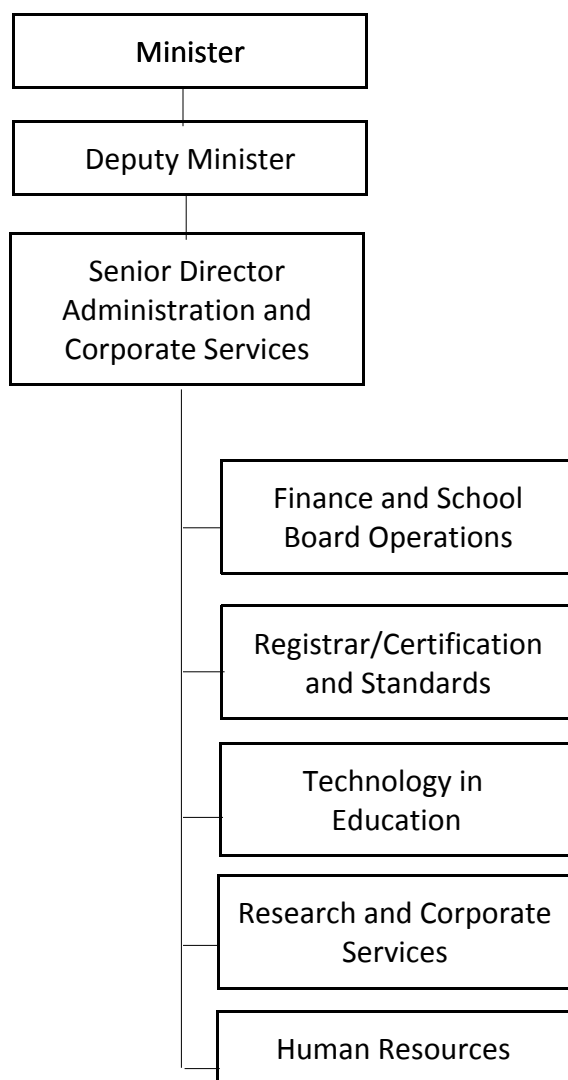 Minister
Deputy Minister
Senior Director
Administration and
Corporate Services
Finance and School
Board Operations
Registrar/Certification
and Standards
Technology in
Education
Research and Corporate
Services
Human Resources